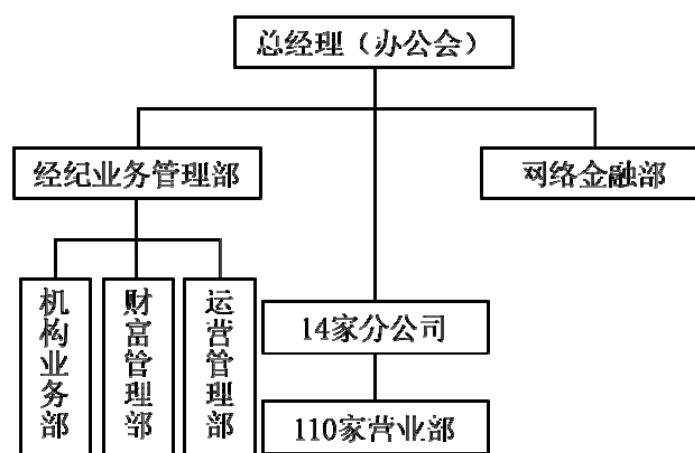 总经理（办公会）
经纪业务管理部
网络金融部
机构业务部
财富管理部
运营管理部
14家分公司
110家营业部